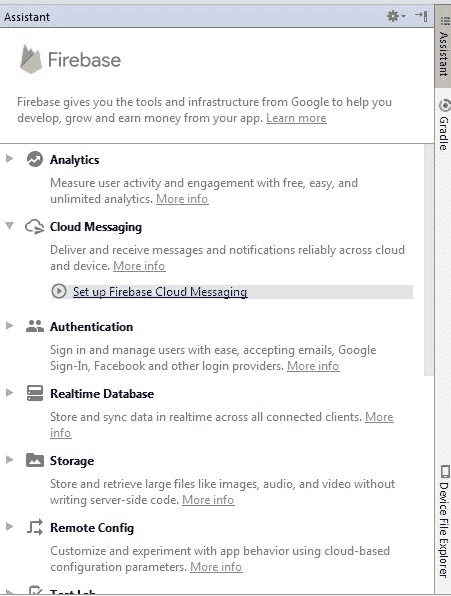 Assistant
Firebase
Firebase gives you the tools and infrastructure from Google to help you
develop, grow and earn money from your app. Learn more
Analytics
Measure user activity and engagement with free, easy, and
unlimited analytics. More info
Cloud Messaging
Deliver and receive messages and notifications reliably across cloud
and device. More info
Set up Firebase Cloud Messaging
Authentication
Sign in and manage users with ease, accepting emails, Google
Sign-In, Facebook and other login providers. More info
Realtime Database
Store and sync data in realtime across all connected clients. More
info
Storage
Store and retrieve large files like images, audio, and video without
writing server-side code. More info
Remote Config
Customize and experiment with app behavior using cloud-based
configuration parameters. More info
Test Lab
Assistant
Gradle
Device File Explorer